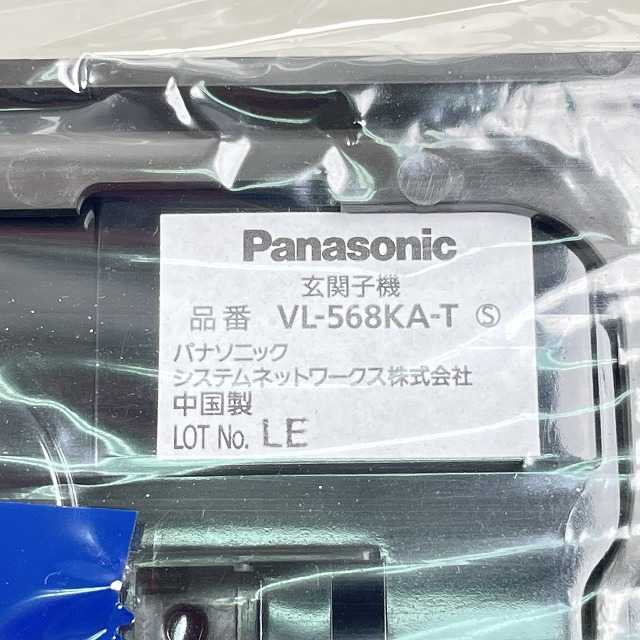 Panasonic
玄関子機
品番 VL-568KA-T Ⓢ
パナソニック
システムネットワークス株式会社
中国製
LOT No. LE